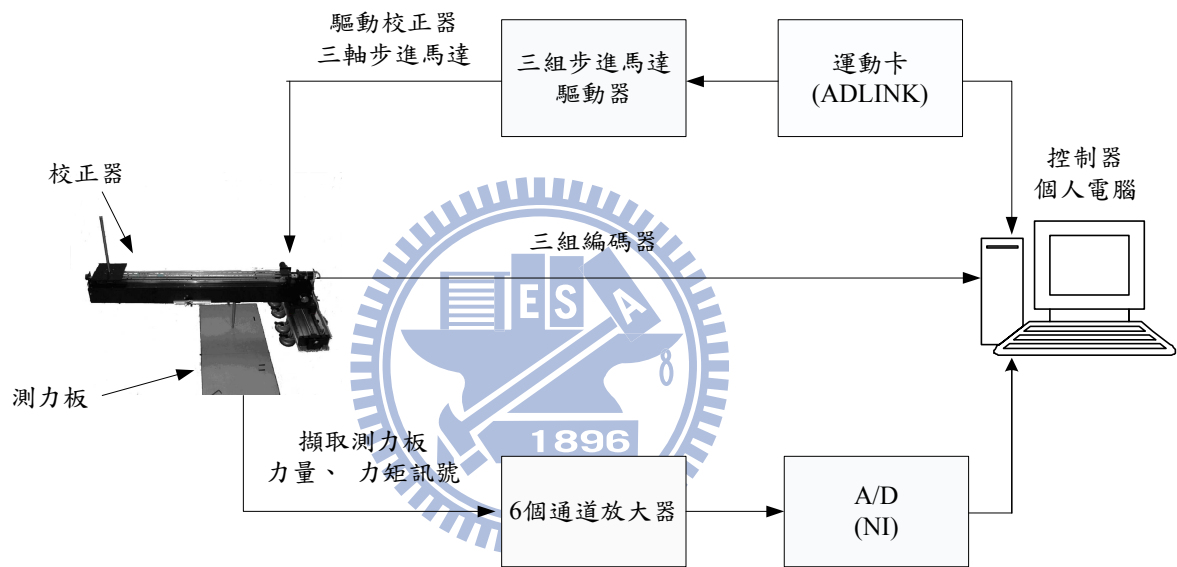 驅動校正器
三軸步進馬達
三組步進馬達
驅動器
運動卡
(ADLINK)
控制器
個人電腦
校正器
三組編碼器
ES
A
8
測力板
1896
擷取測力板
力量、 力矩訊號
6個通道放大器
A/D
(NI)